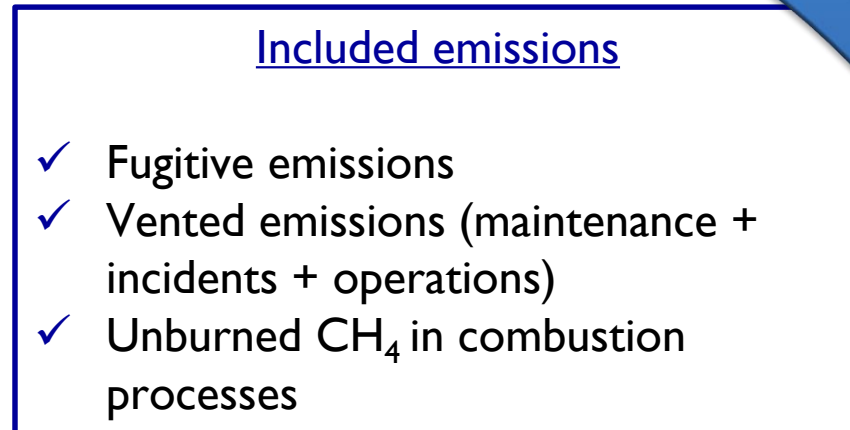 Included emissions
✓ Fugitive emissions
✓ Vented emissions (maintenance +
incidents + operations)
✓ Unburned CH₄ in combustion
processes